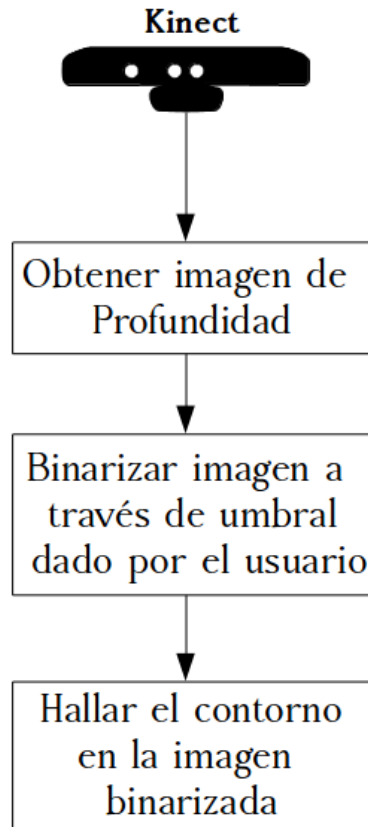 Kinect
Obtener imagen de
Profundidad
Binarizar imagen a
través de umbral
dado por el usuario
Hallar el contorno
en la imagen
binarizada